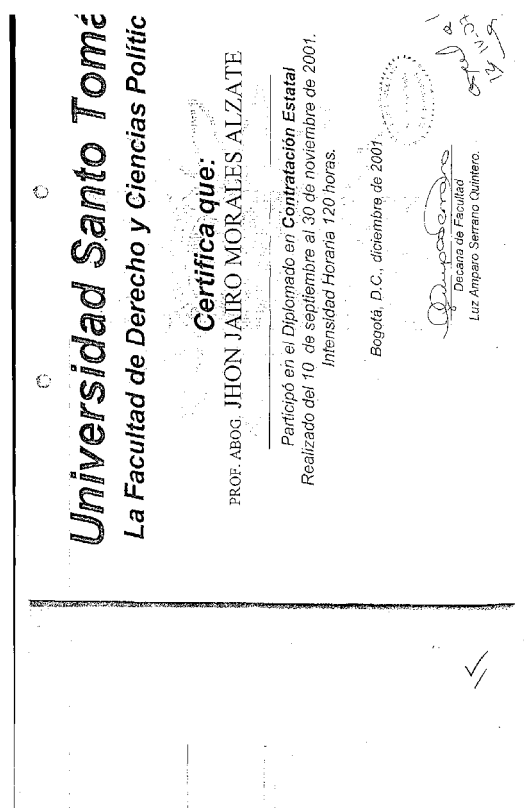 Universidad Santo Tomá
La Facultad de Derecho y Ciencias Polític
Certifica que:
PROF. ABOG. JHON JAIRO MORALES ALZATE
Participó en el Diplomado en Contratación Estatal
Realizado del 10 de septiembre al 30 de noviembre de 2001.
Intensidad Horaria 120 horas.
Bogotá, D.C., diciembre de 2001
Decana de Facultad
Luz Amparo Serrano Quintero.